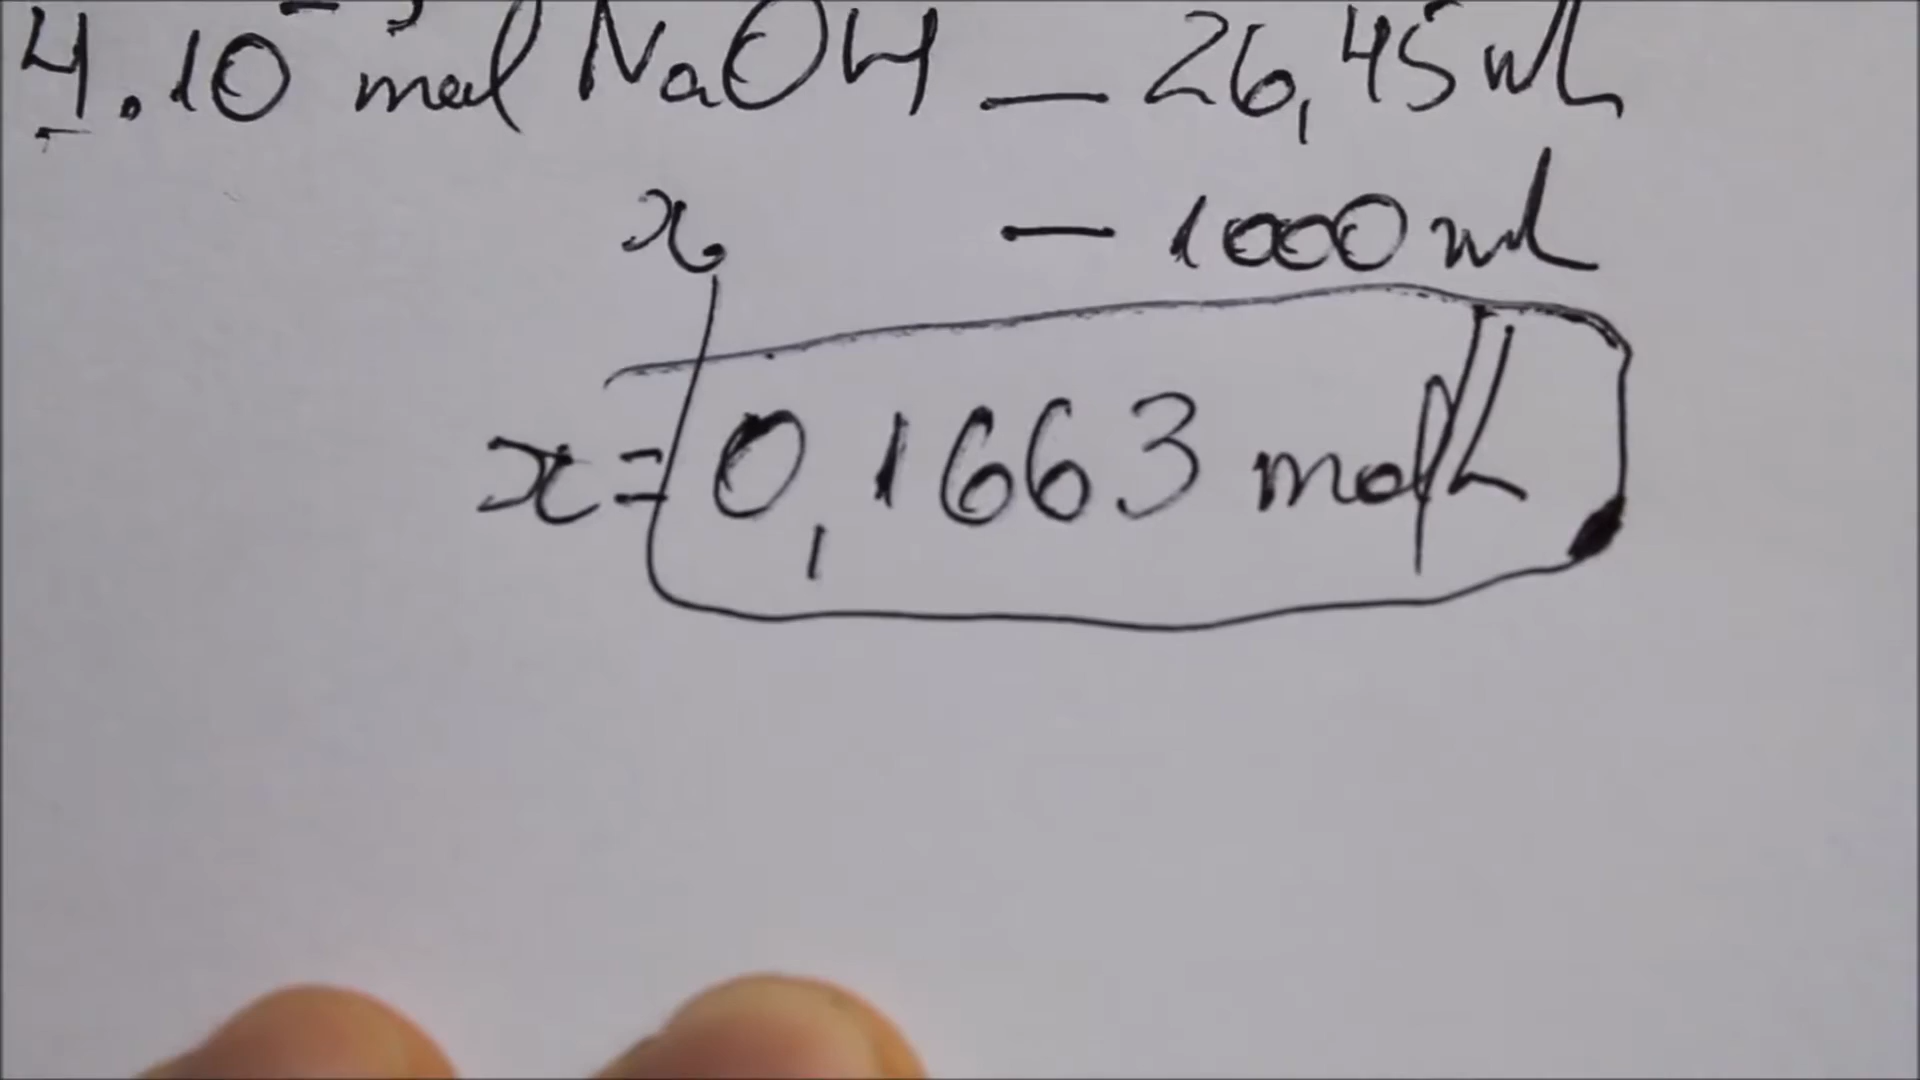 4.10 mol NaOH — 26,45 ml
x — 1000 ml
x = 0,1663 mol/L